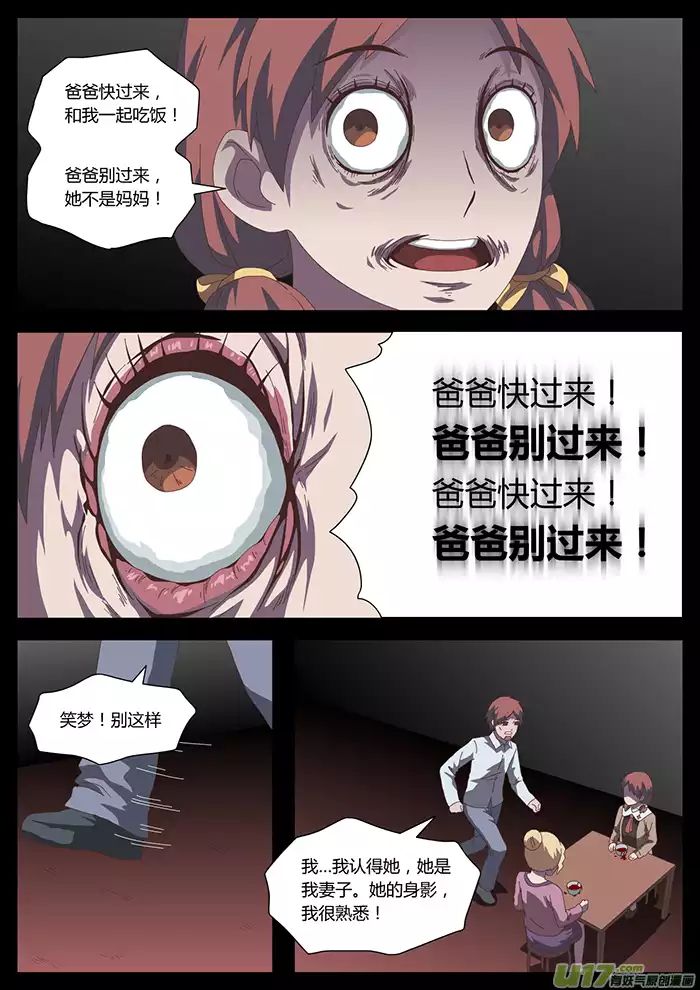 爸爸快过来，
和我一起吃饭！
爸爸别过来，
她不是妈妈！
爸爸快过来！
爸爸别过来！
爸爸快过来！
爸爸别过来！
笑梦！别这样
我…我认得她，她是
我妻子。她的身影，
我很熟悉！
U17.com
有妖气原创漫画